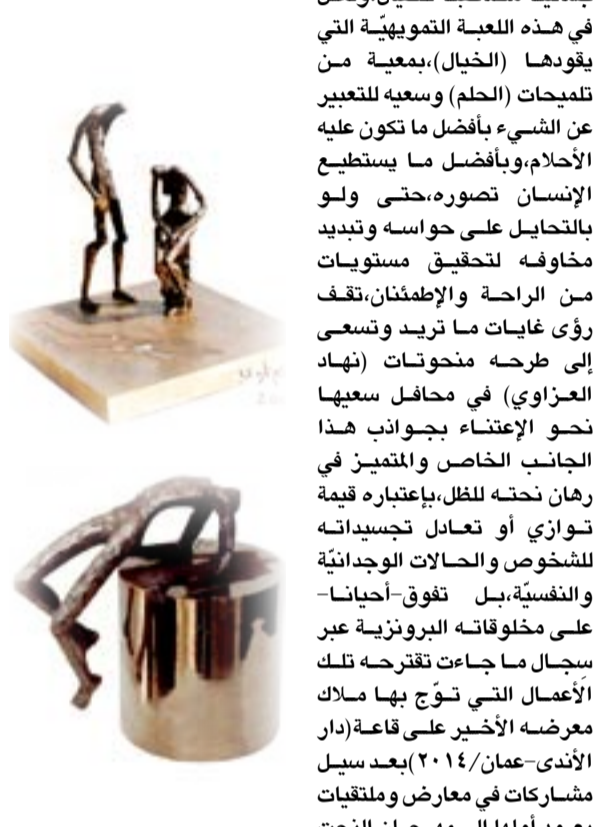 في هذه اللعبة التمويهيّة التي
يقودها (الخيال)،بمعية من
تلميحات (الحلم) وسعيه للتعبير
عن الشيء بأفضل ما تكون عليه
الأحلام،وبأفضل ما يستطيع
الإنسان تصوره،حتى ولو
بالتحايل على حواسه وتبديد
مخاوفه لتحقيق مستويات
من الراحة والإطمئنان،تقف
رؤى غايات ما تريد وتسعى
إلى طرحه منحوتات (نهاد
العزاوي) في محافل سعيها
نحو الإعتناء بجواذب هذا
الجانب الخاص والمتميز في
رهان نحته للظل،بإعتباره قيمة
توازي أو تعادل تجسيداته
للشخوص والحالات الوجدانيّة
والنفسيّة،بل تفوق-أحيانا-
على مخلوقاته البرونزية عبر
سِجال ما جاءت تقترحه تلك
الأعمال التي توّج بها ملاك
معرضه الأخير على قاعة(دار
الأندى-عمان/٢٠١٤)بعد سيل
مشاركات في معارض وملتقيات